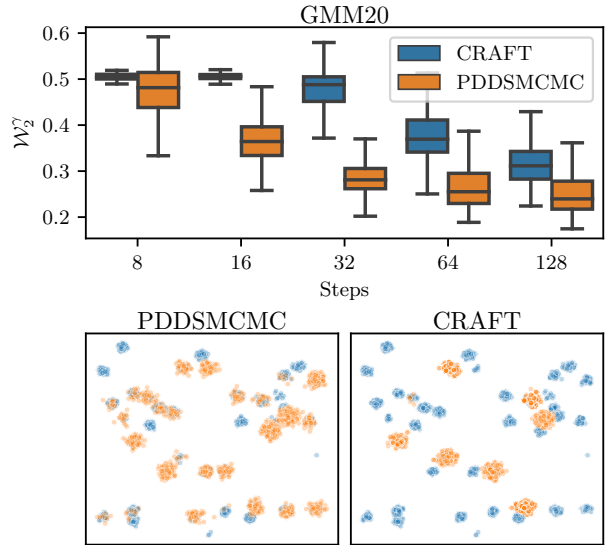 GMM20
0.6
0.5
0.4
0.3
0.2
𝒲₂^γ
CRAFT
PDDSMCMC
8 16 32 64 128
Steps
PDDSMCMC CRAFT